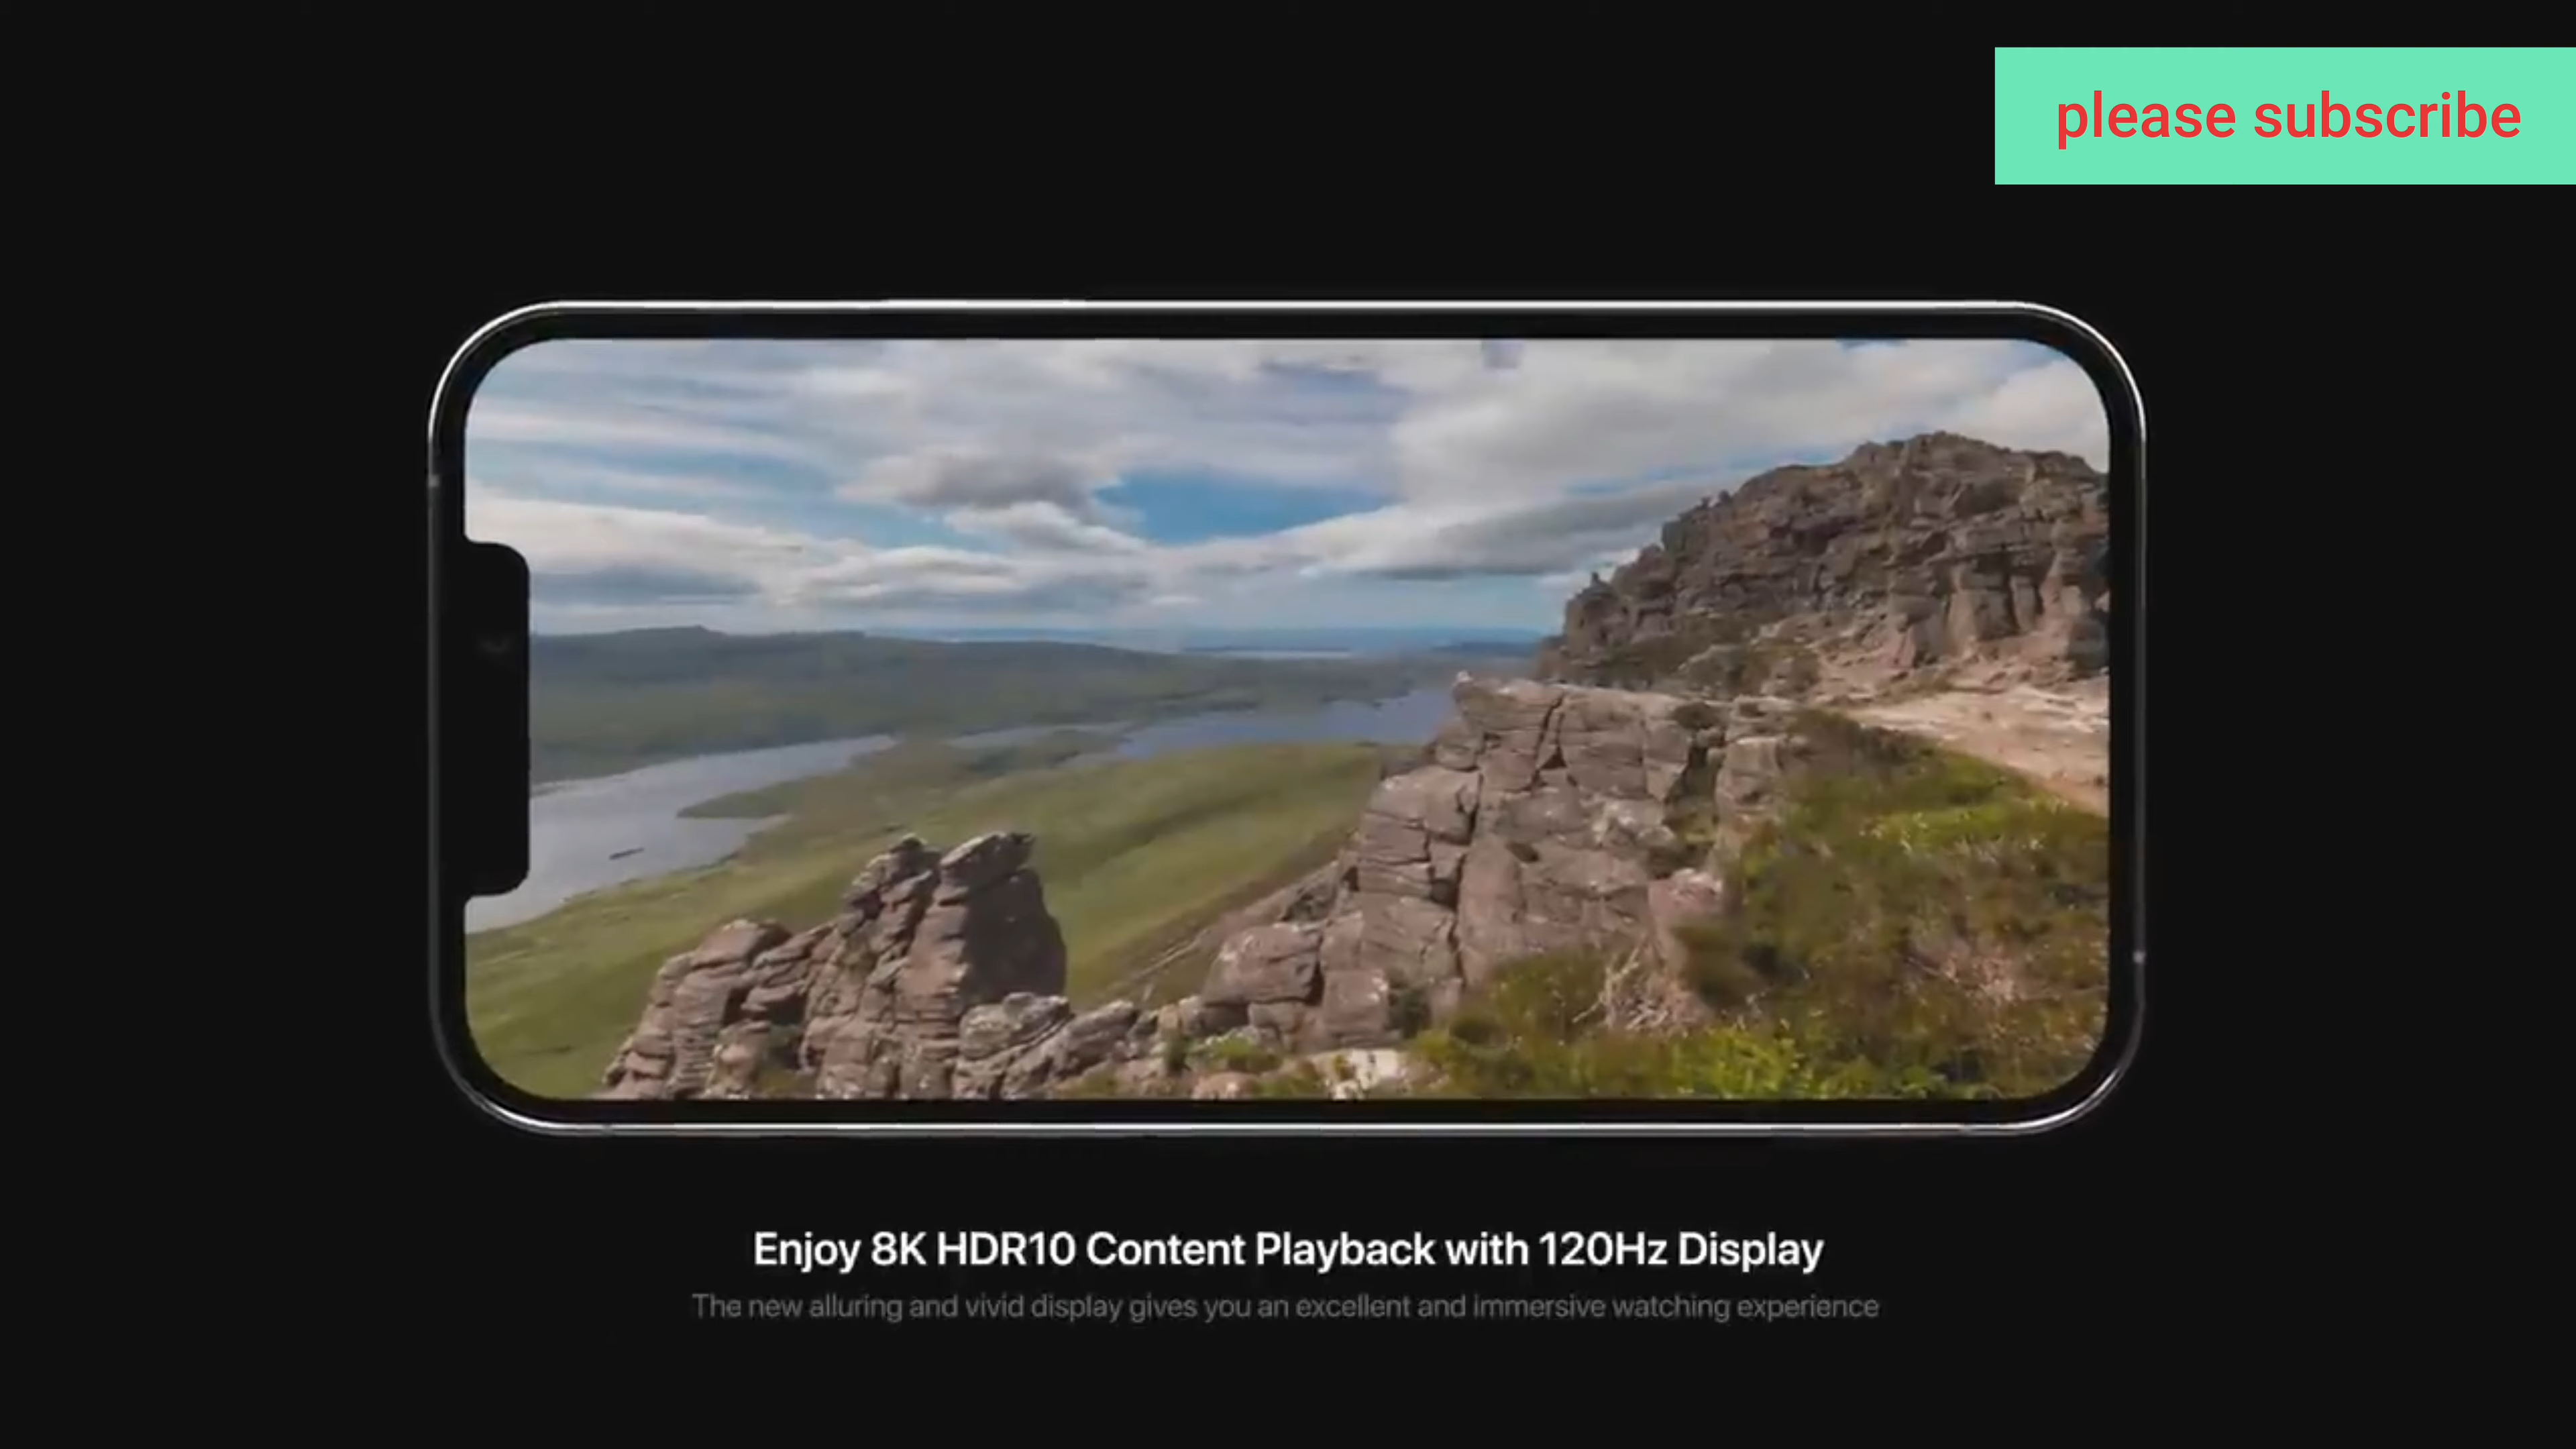 please subscribe
Enjoy 8K HDR10 Content Playback with 120Hz Display
The new alluring and vivid display gives you an excellent and immersive watching experience